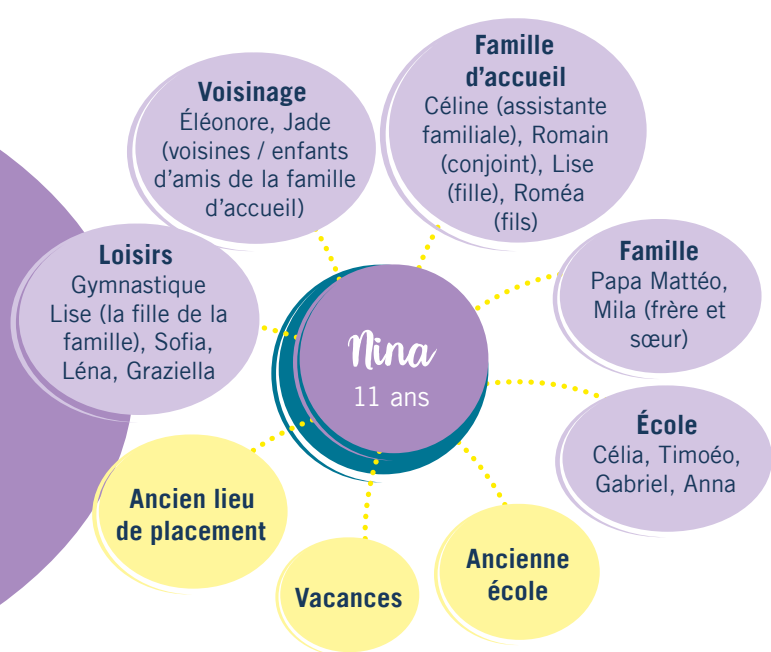 Famille
d'accueil
Céline (assistante
familiale), Romain
(conjoint), Lise
(fille), Roméa
(fils)
Voisinage
Éléonore, Jade
(voisines / enfants
d'amis de la famille
d'accueil)
Loisirs
Gymnastique
Lise (la fille de la
famille), Sofia,
Léna, Graziella
Famille
Papa Mattéo,
Mila (frère et
sœur)
Nina
11 ans
École
Célia, Timoéo,
Gabriel, Anna
Ancien lieu
de placement
Vacances
Ancienne
école